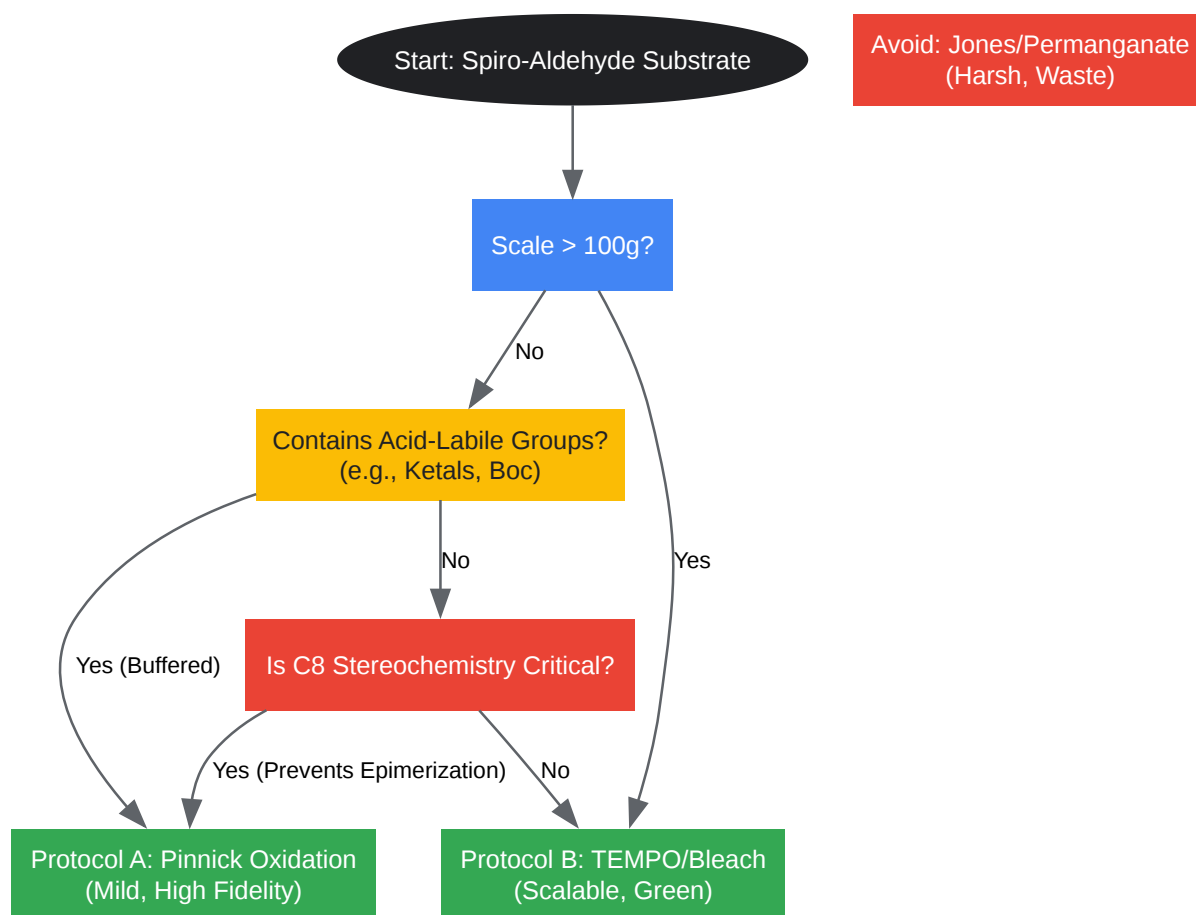 Start: Spiro-Aldehyde Substrate
Avoid: Jones/Permanganate
(Harsh, Waste)
Scale > 100g?
No
Contains Acid-Labile Groups?
(e.g., Ketals, Boc)
No
Yes
Yes (Buffered)
Is C8 Stereochemistry Critical?
Yes (Prevents Epimerization)
No
Protocol A: Pinnick Oxidation
(Mild, High Fidelity)
Protocol B: TEMPO/Bleach
(Scalable, Green)